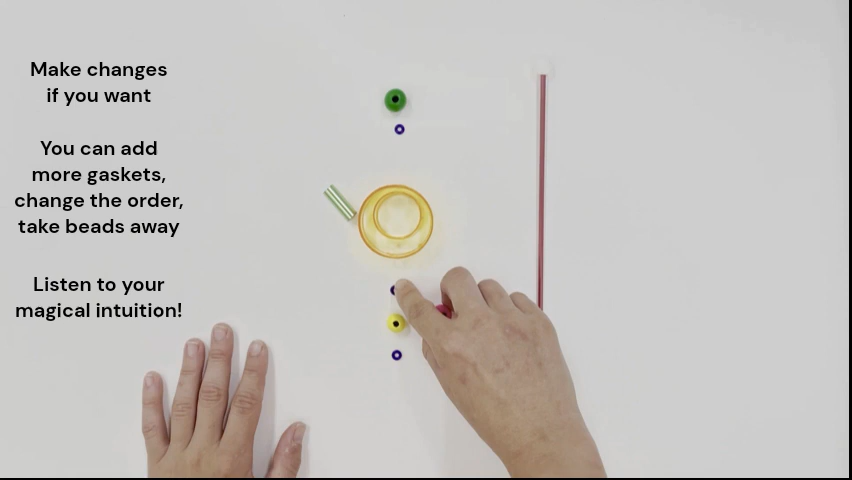 Make changes
if you want
You can add
more gaskets,
change the order,
take beads away
Listen to your
magical intuition!